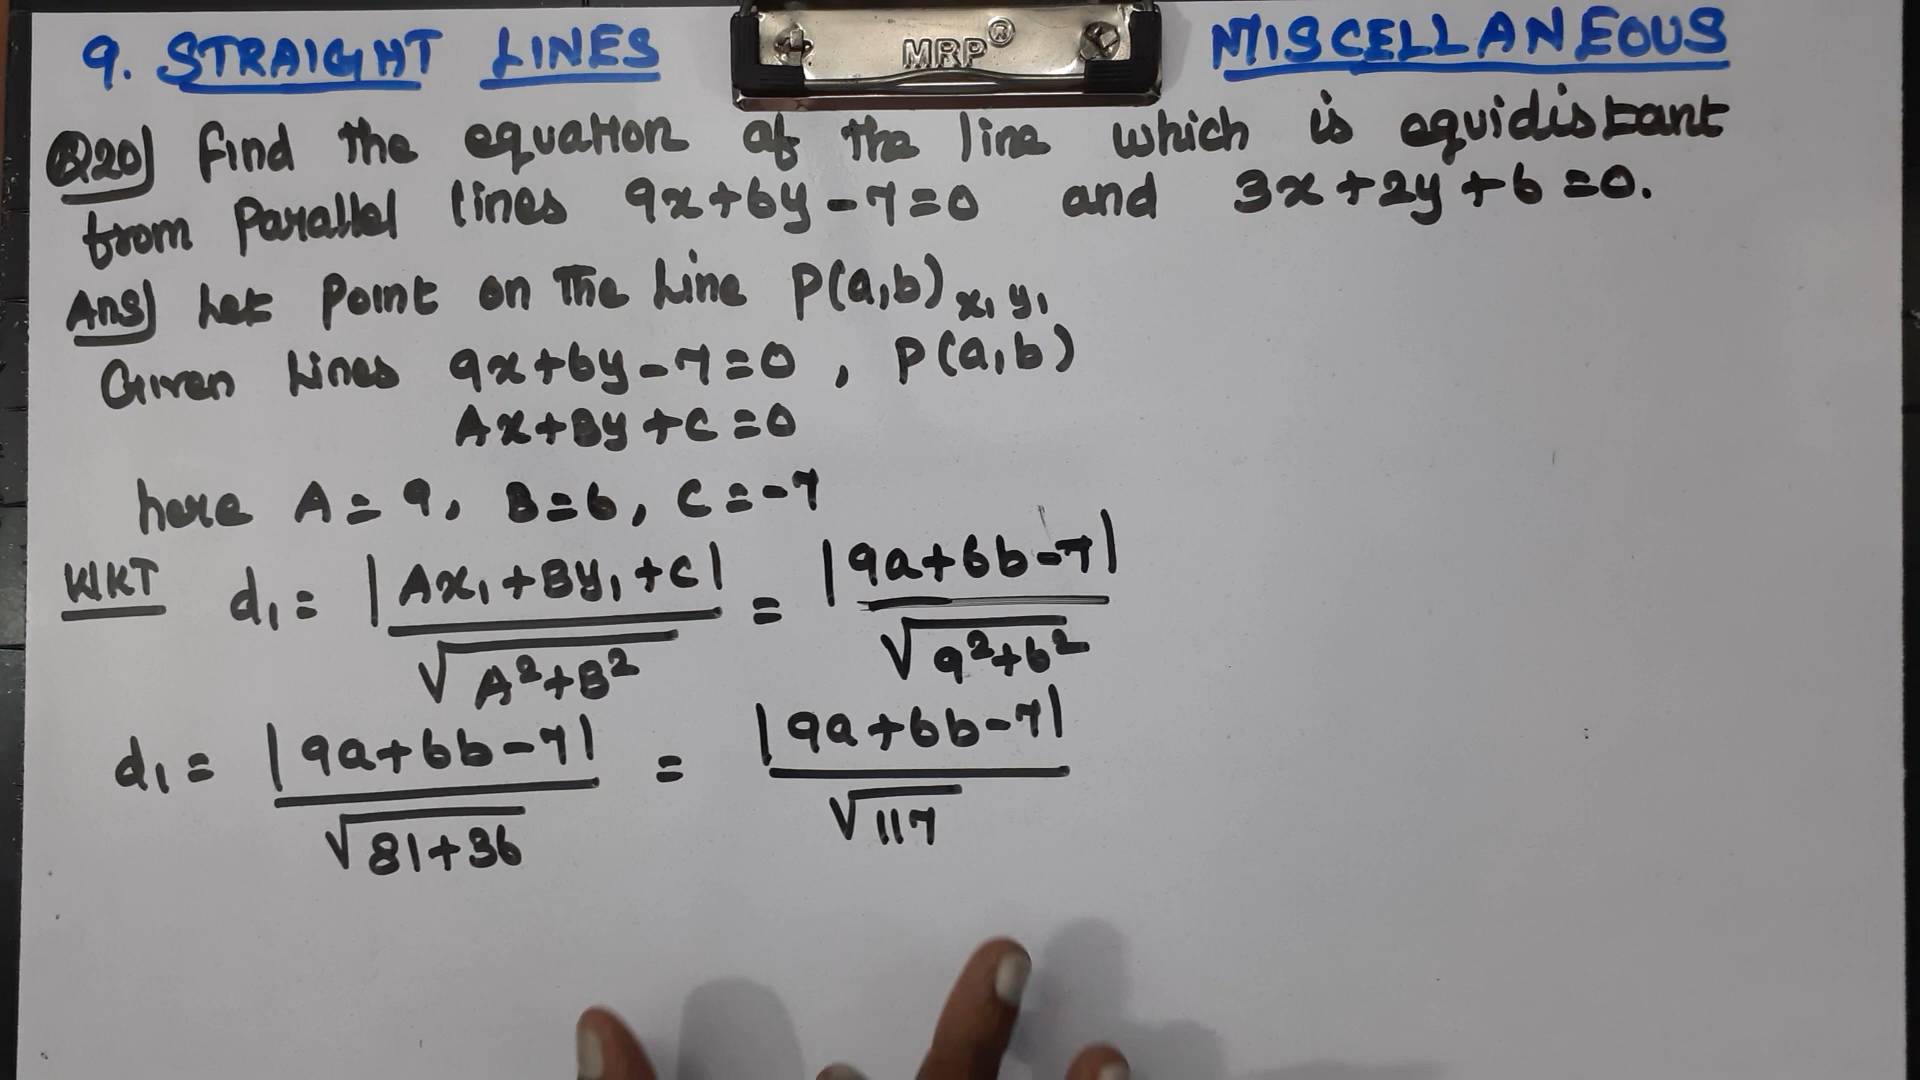 9. STRAIGHT LINES MRP® MISCELLANEOUS
Q20) Find the equation of the line which is equidistant
from Parallel lines 9x+6y-7=0 and 3x+2y+6=0.
Ans) Let Point on The Line P(a,b) x₁ y₁
Given Lines 9x+6y-7=0 , P(a,b)
Ax+By+C=0
here A=9, B=6, C=-7
WKT d₁ = |Ax₁+By₁+C| / √A²+B² = |9a+6b-7| / √9²+6²
d₁ = |9a+6b-7| / √81+36 = |9a+6b-7| / √117